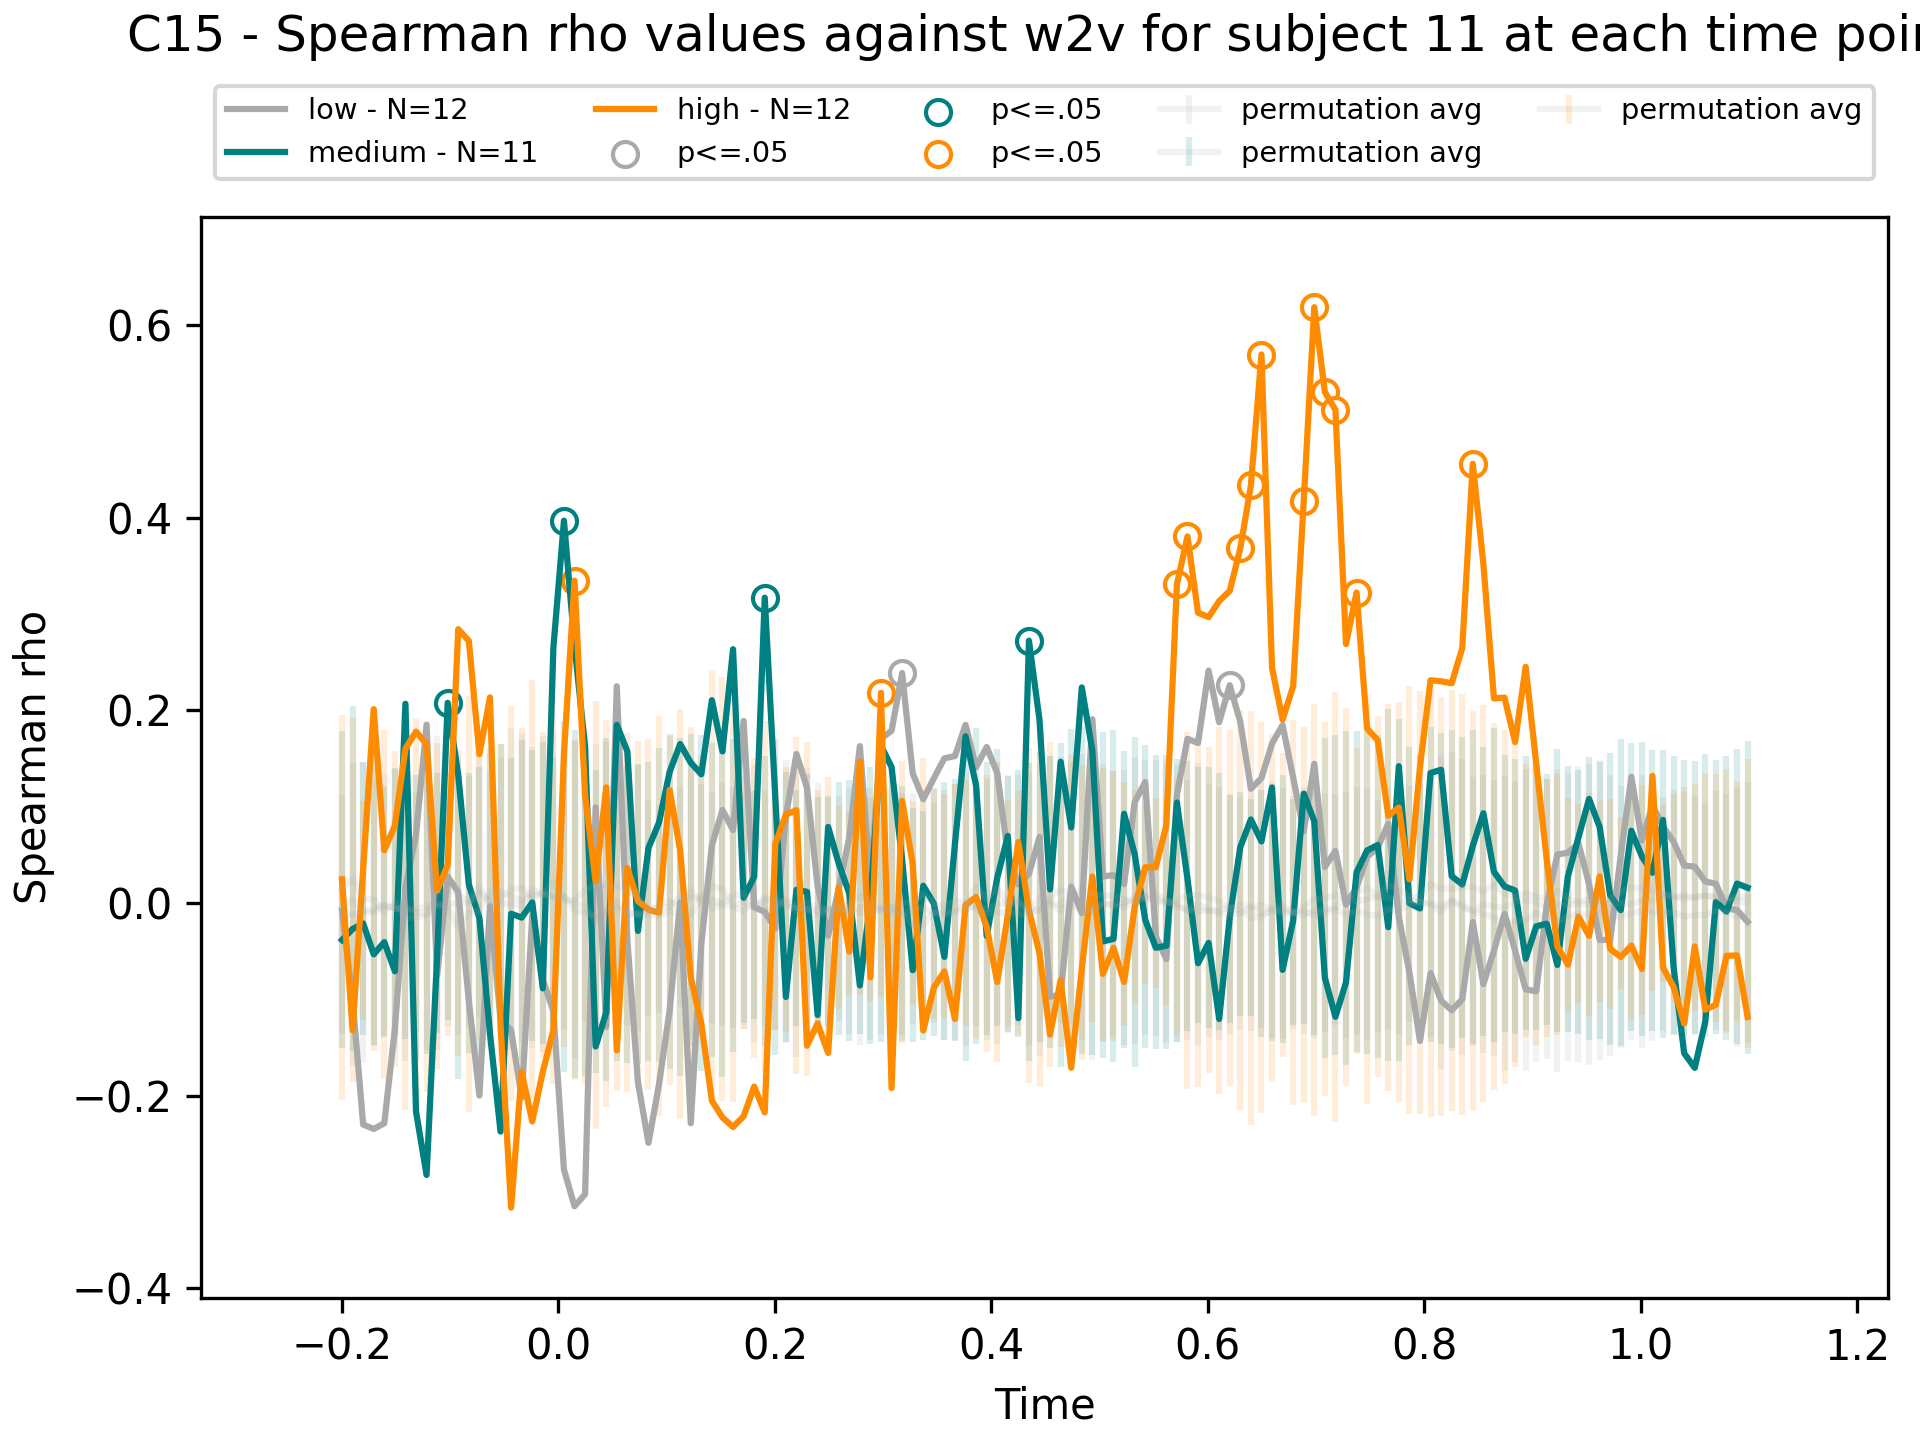 C15 - Spearman rho values against w2v for subject 11 at each time
low - N=12 high - N=12 p<=.05 permutation avg permutation avg
medium - N=11 p<=.05 p<=.05 permutation avg
Spearman rho
0.6
0.4
0.2
0.0
−0.2
−0.4
−0.2 0.0 0.2 0.4 0.6 0.8 1.0 1.2
Time